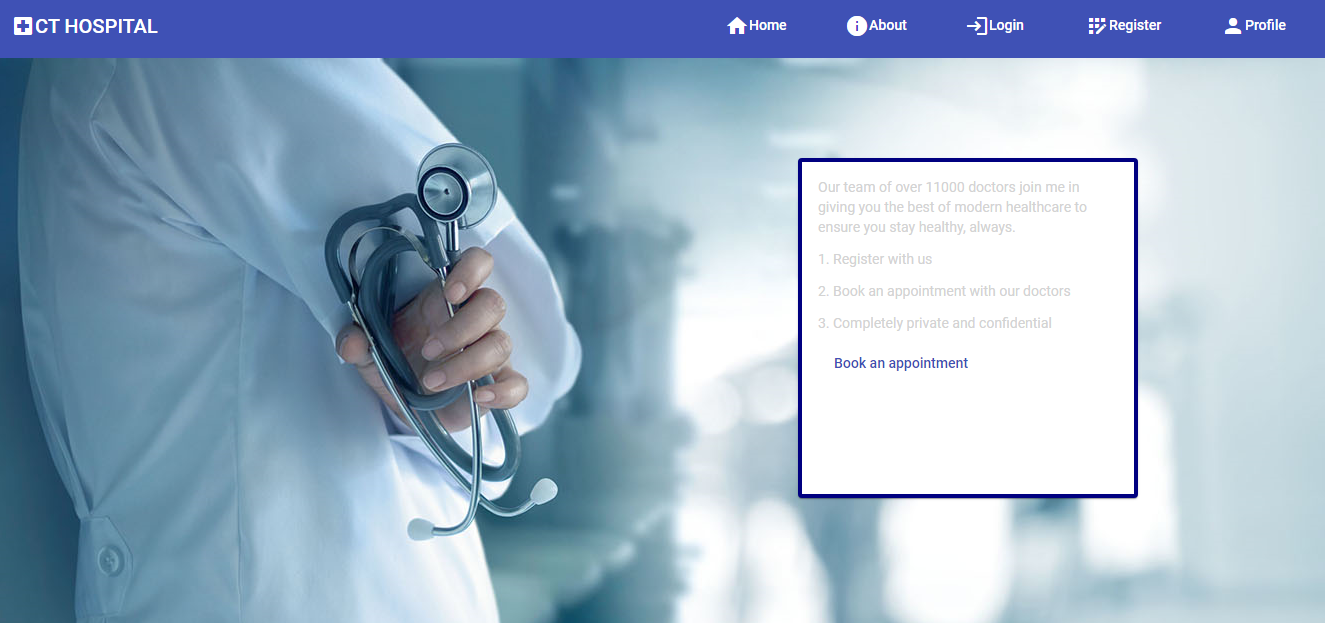 CT HOSPITAL
Home
About
Login
Register
Profile
Our team of over 11000 doctors join me in
giving you the best of modern healthcare to
ensure you stay healthy, always.
1. Register with us
2. Book an appointment with our doctors
3. Completely private and confidential
Book an appointment